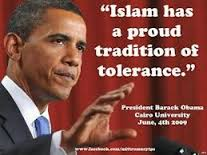 “Islam has
a proud
tradition of
tolerance.”
President Barack Obama
Cairo University
June, 4th 2009